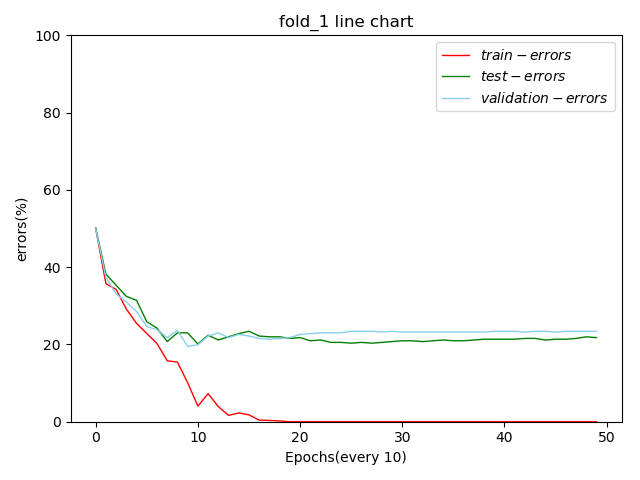 fold_1 line chart
train − errors
test − errors
validation − errors
errors(%)
100
80
60
40
20
0
0 10 20 30 40 50
Epochs(every 10)